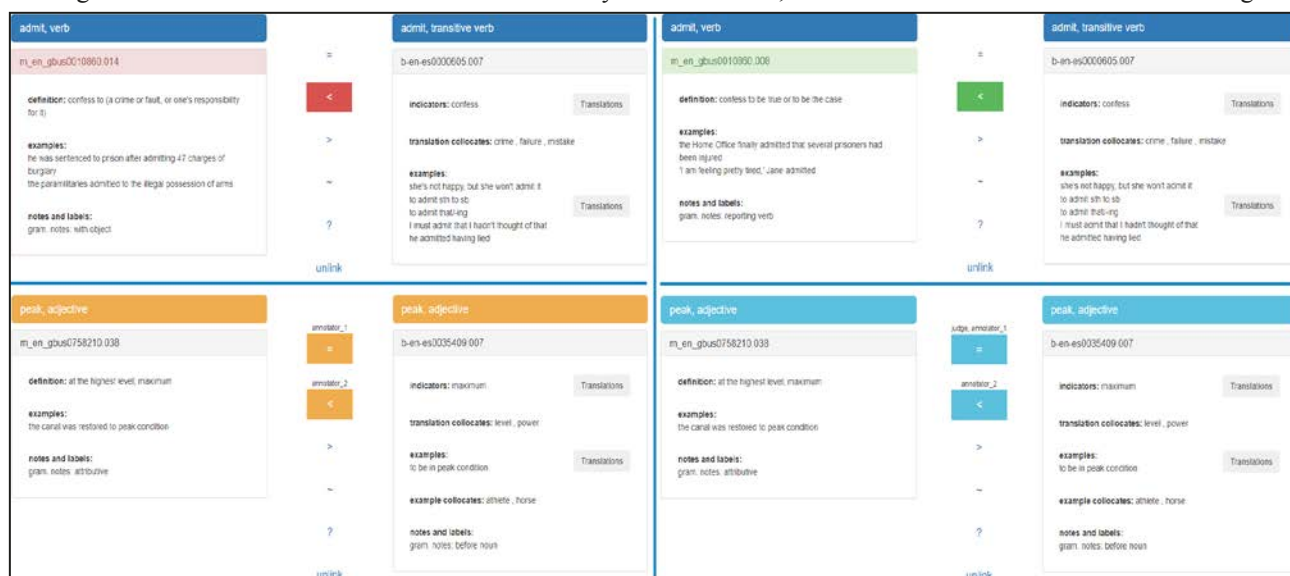 admit, verb
m_en_gbus0010860.014
definition: confess to (a crime or fault, or one's responsibility
for it)
examples:
he was sentenced to prison after admitting 47 charges of
burglary
the paramilitaries admitted to the illegal possession of arms
notes and labels:
gram. notes: with object
=
<
>
~
?
unlink
admit, transitive verb
b-en-es0000605.007
indicators: confess
Translations
translation collocates: crime , failure , mistake
examples:
she's not happy, but she won't admit it
to admit sth to sb
to admit that/-ing
I must admit that I hadn't thought of that
he admitted having lied
Translations
admit, verb
m_en_gbus0010860.008
definition: confess to be true or to be the case
examples:
the Home Office finally admitted that several prisoners had
been injured
'I am feeling pretty tired,' Jane admitted
notes and labels:
gram. notes: reporting verb
=
<
>
~
?
unlink
admit, transitive verb
b-en-es0000605.007
indicators: confess
Translations
translation collocates: crime , failure , mistake
examples:
she's not happy, but she won't admit it
to admit sth to sb
to admit that/-ing
I must admit that I hadn't thought of that
he admitted having lied
Translations
peak, adjective
m_en_gbus0758210.038
definition: at the highest level; maximum
examples:
the canal was restored to peak condition
notes and labels:
gram. notes: attributive
annotator_1
=
annotator_2
<
>
~
?
unlink
peak, adjective
b-en-es0035409.007
indicators: maximum
Translations
translation collocates: level , power
examples:
to be in peak condition
Translations
example collocates: athlete , horse
notes and labels:
gram. notes: before noun
peak, adjective
m_en_gbus0758210.038
definition: at the highest level; maximum
examples:
the canal was restored to peak condition
notes and labels:
gram. notes: attributive
judge, annotator_1
=
annotator_2
<
>
~
?
unlink
peak, adjective
b-en-es0035409.007
indicators: maximum
Translations
translation collocates: level , power
examples:
to be in peak condition
Translations
example collocates: athlete , horse
notes and labels:
gram. notes: before noun